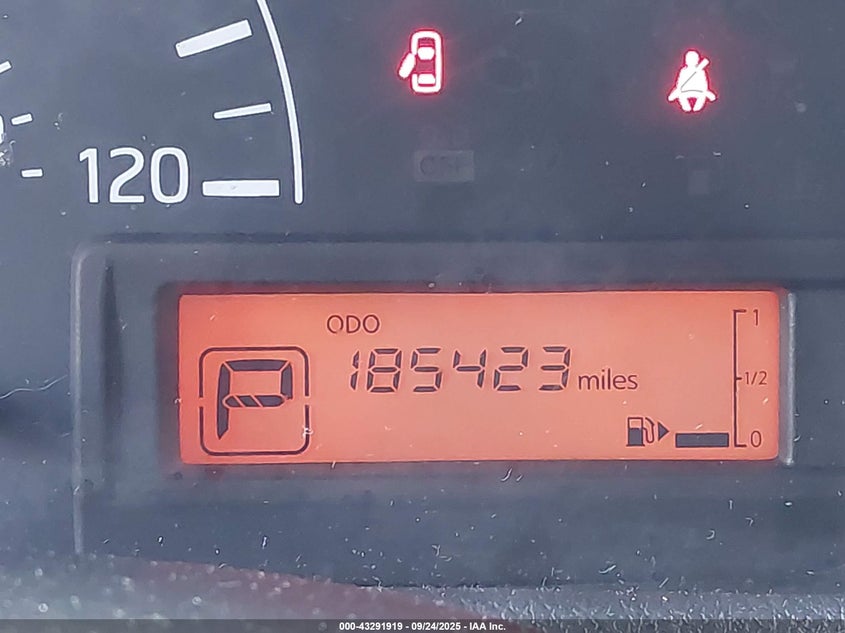 120
ODO
185423 miles
P
1
1/2
0
000-43291919 - 09/24/2025 - IAA Inc.